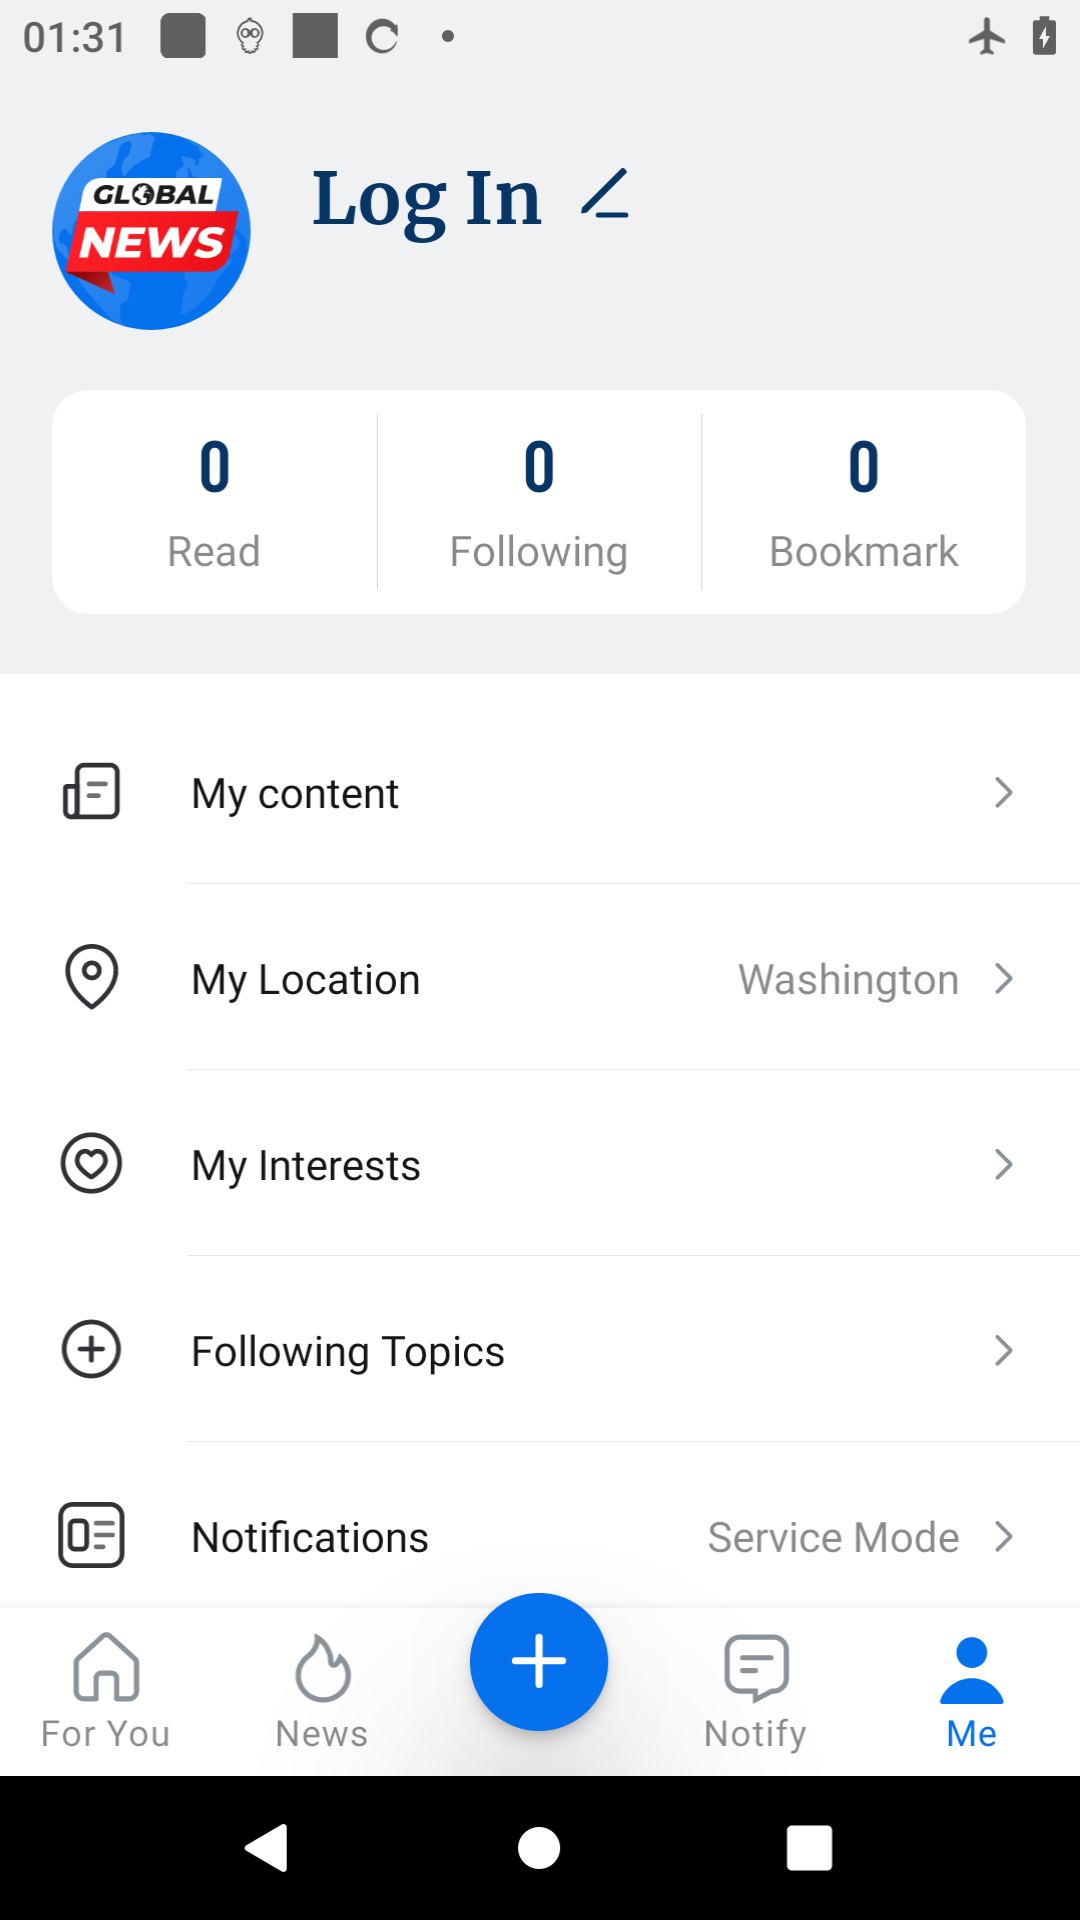 01:31
GLOBAL
NEWS
Log In
0
Read
0
Following
0
Bookmark
My content
My Location
Washington
My Interests
Following Topics
Notifications
Service Mode
For You
News
Notify
Me